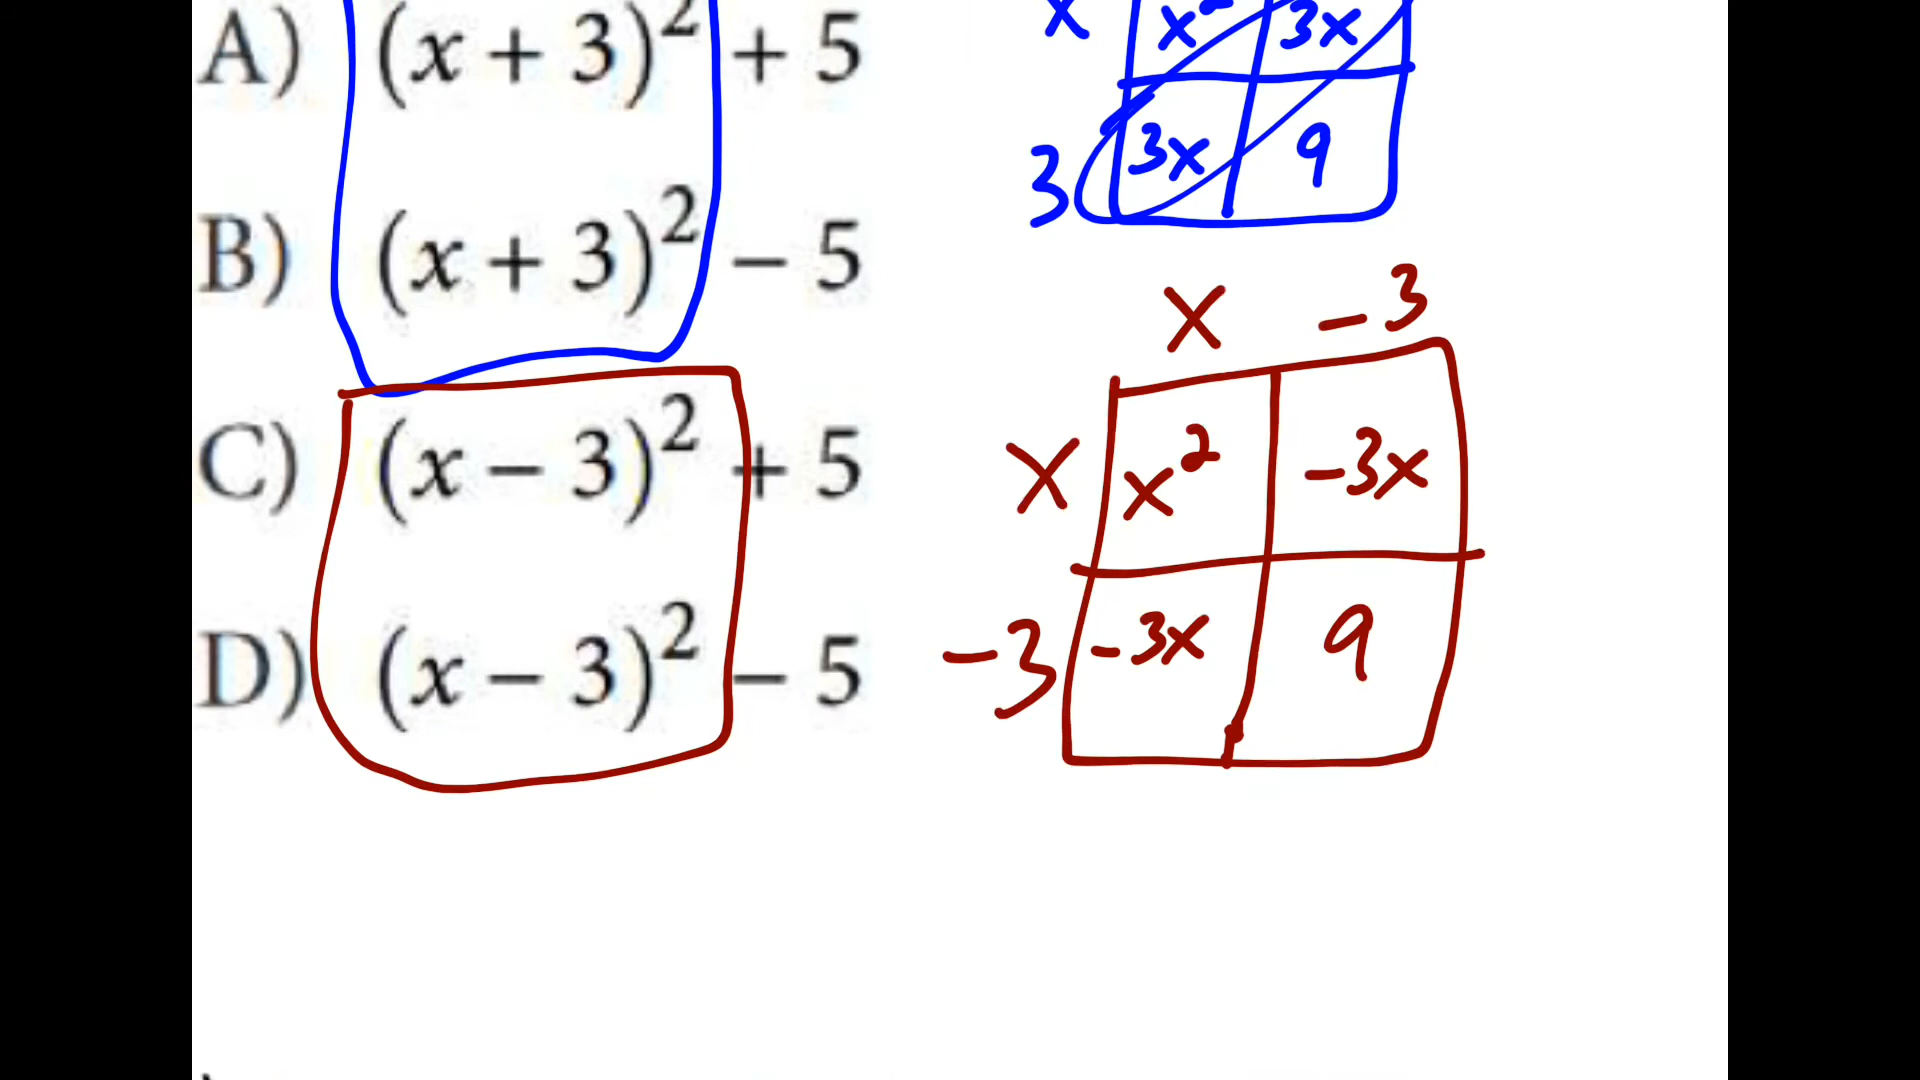 A) (x + 3)² + 5
B) (x + 3)² − 5
C) (x − 3)² + 5
D) (x − 3)² − 5
x x² 3x
3 3x 9
x -3
x x² -3x
-3 -3x 9